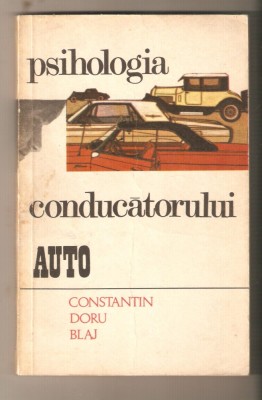 psihologia
conducătorului
AUTO
CONSTANTIN
DORU
BLAJ